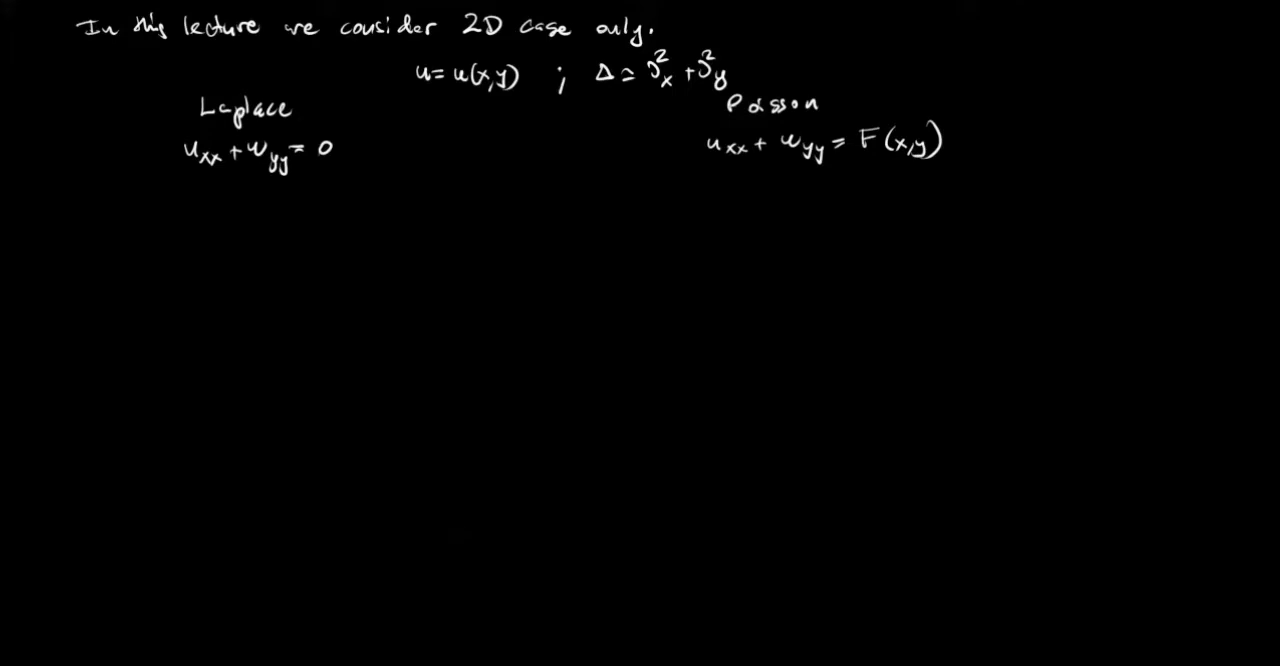 In this lecture we consider 2D case only.
u = u(x,y) ; Δ = ∂²x + ∂²y
Laplace Poisson
uxx + uyy = 0 uxx + uyy = F(x,y)